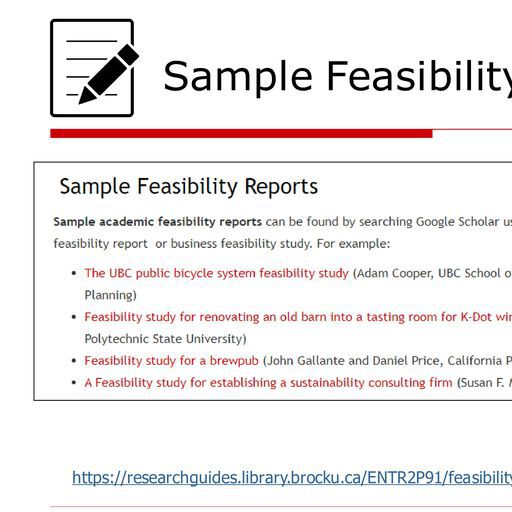 Sample Feasibility
Sample Feasibility Reports
Sample academic feasibility reports can be found by searching Google Scholar
feasibility report or business feasibility study. For example:
• The UBC public bicycle system feasibility study (Adam Cooper, UBC School
Planning)
• Feasibility study for renovating an old barn into a tasting room for K-Dot
Polytechnic State University)
• Feasibility study for a brewpub (John Gallante and Daniel Price, California
• A Feasibility study for establishing a sustainability consulting firm (Susan F.
https://researchguides.library.brocku.ca/ENTR2P91/feasibility